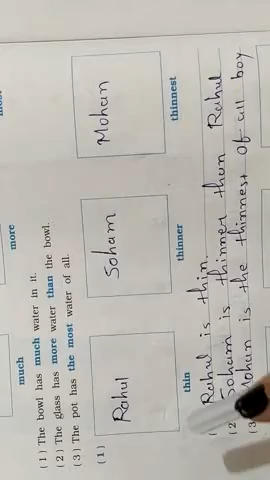 much more
(1) The bowl has much water in it.
(2) The glass has more water than the bowl.
(3) The pot has the most water of all.
(1)
Rahul Soham Mohan
thin thinner thinnest
Rahul is thin.
(2) Soham is thinner than Rahul
(3 Mohan is the thinnest of all boy